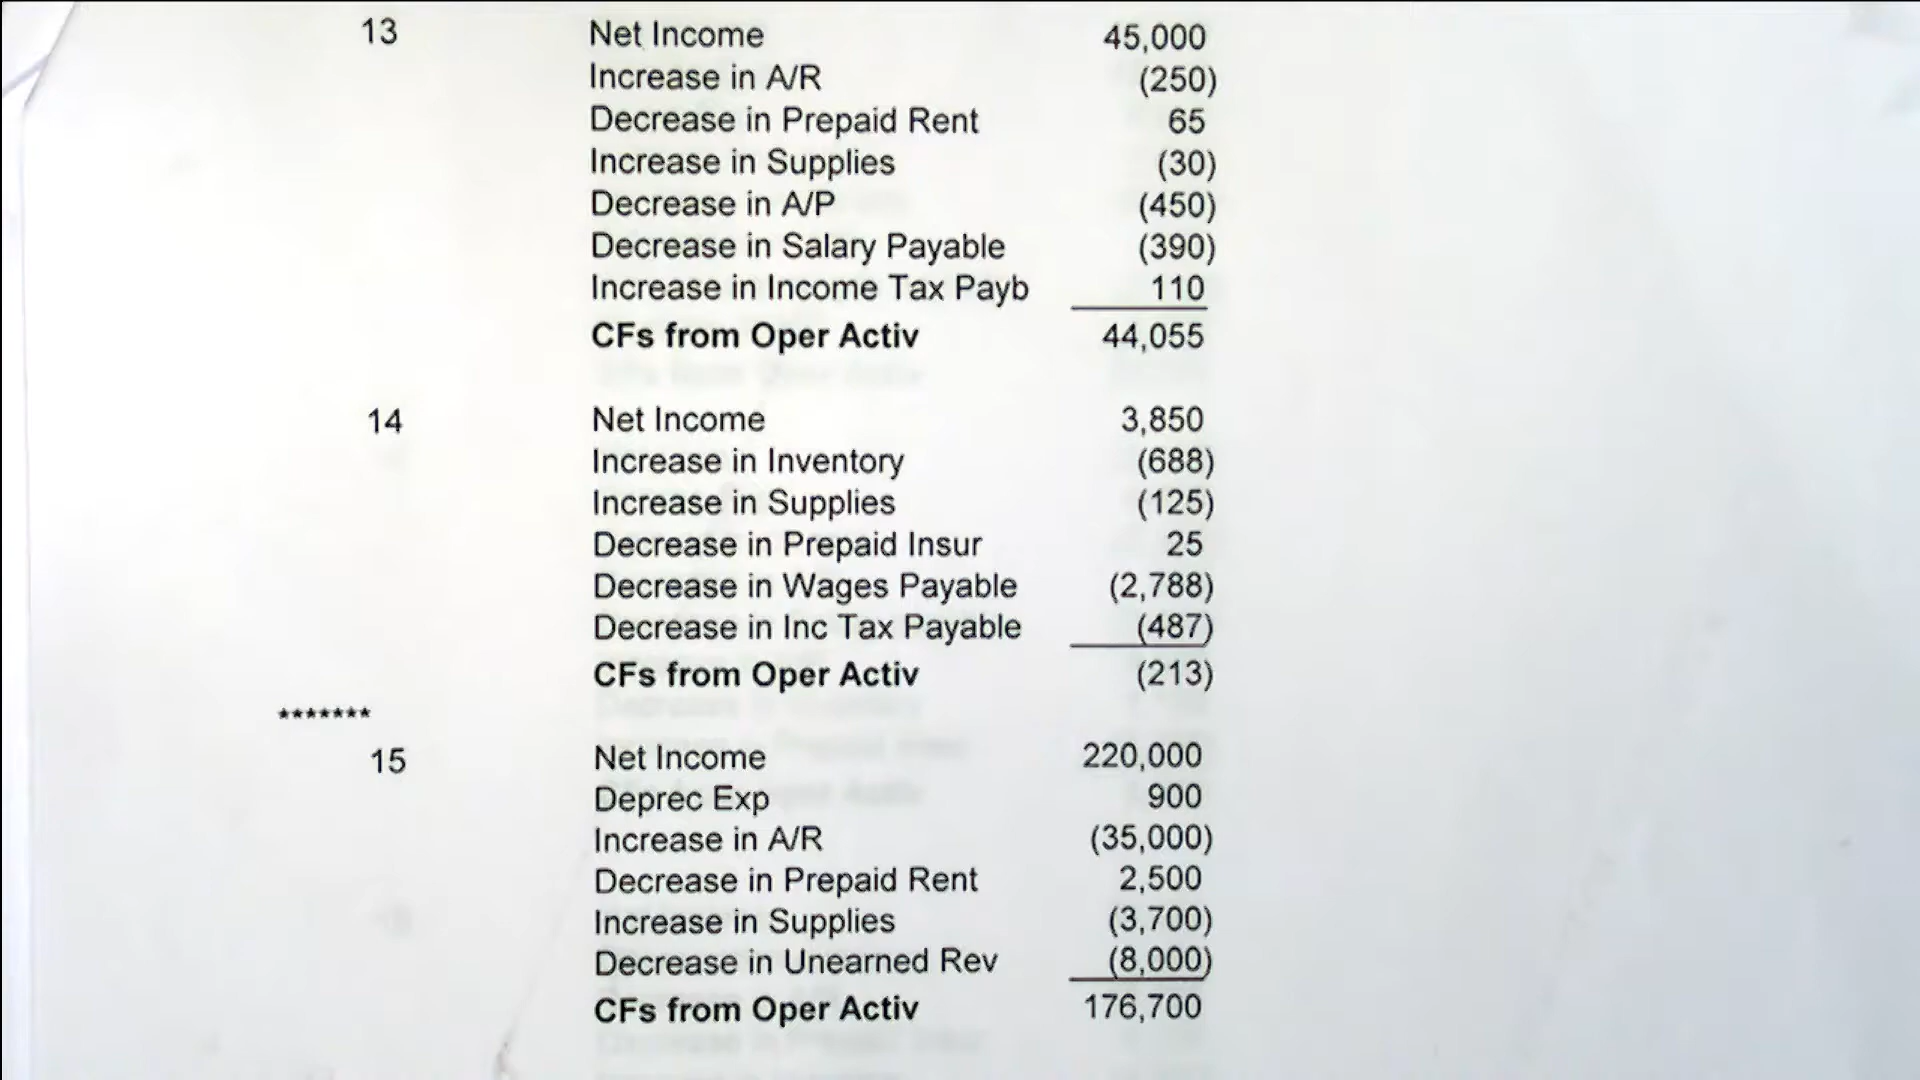 13 Net Income 45,000
Increase in A/R (250)
Decrease in Prepaid Rent 65
Increase in Supplies (30)
Decrease in A/P (450)
Decrease in Salary Payable (390)
Increase in Income Tax Payb 110
CFs from Oper Activ 44,055
14 Net Income 3,850
Increase in Inventory (688)
Increase in Supplies (125)
Decrease in Prepaid Insur 25
Decrease in Wages Payable (2,788)
Decrease in Inc Tax Payable (487)
CFs from Oper Activ (213)
*******
15 Net Income 220,000
Deprec Exp 900
Increase in A/R (35,000)
Decrease in Prepaid Rent 2,500
Increase in Supplies (3,700)
Decrease in Unearned Rev (8,000)
CFs from Oper Activ 176,700